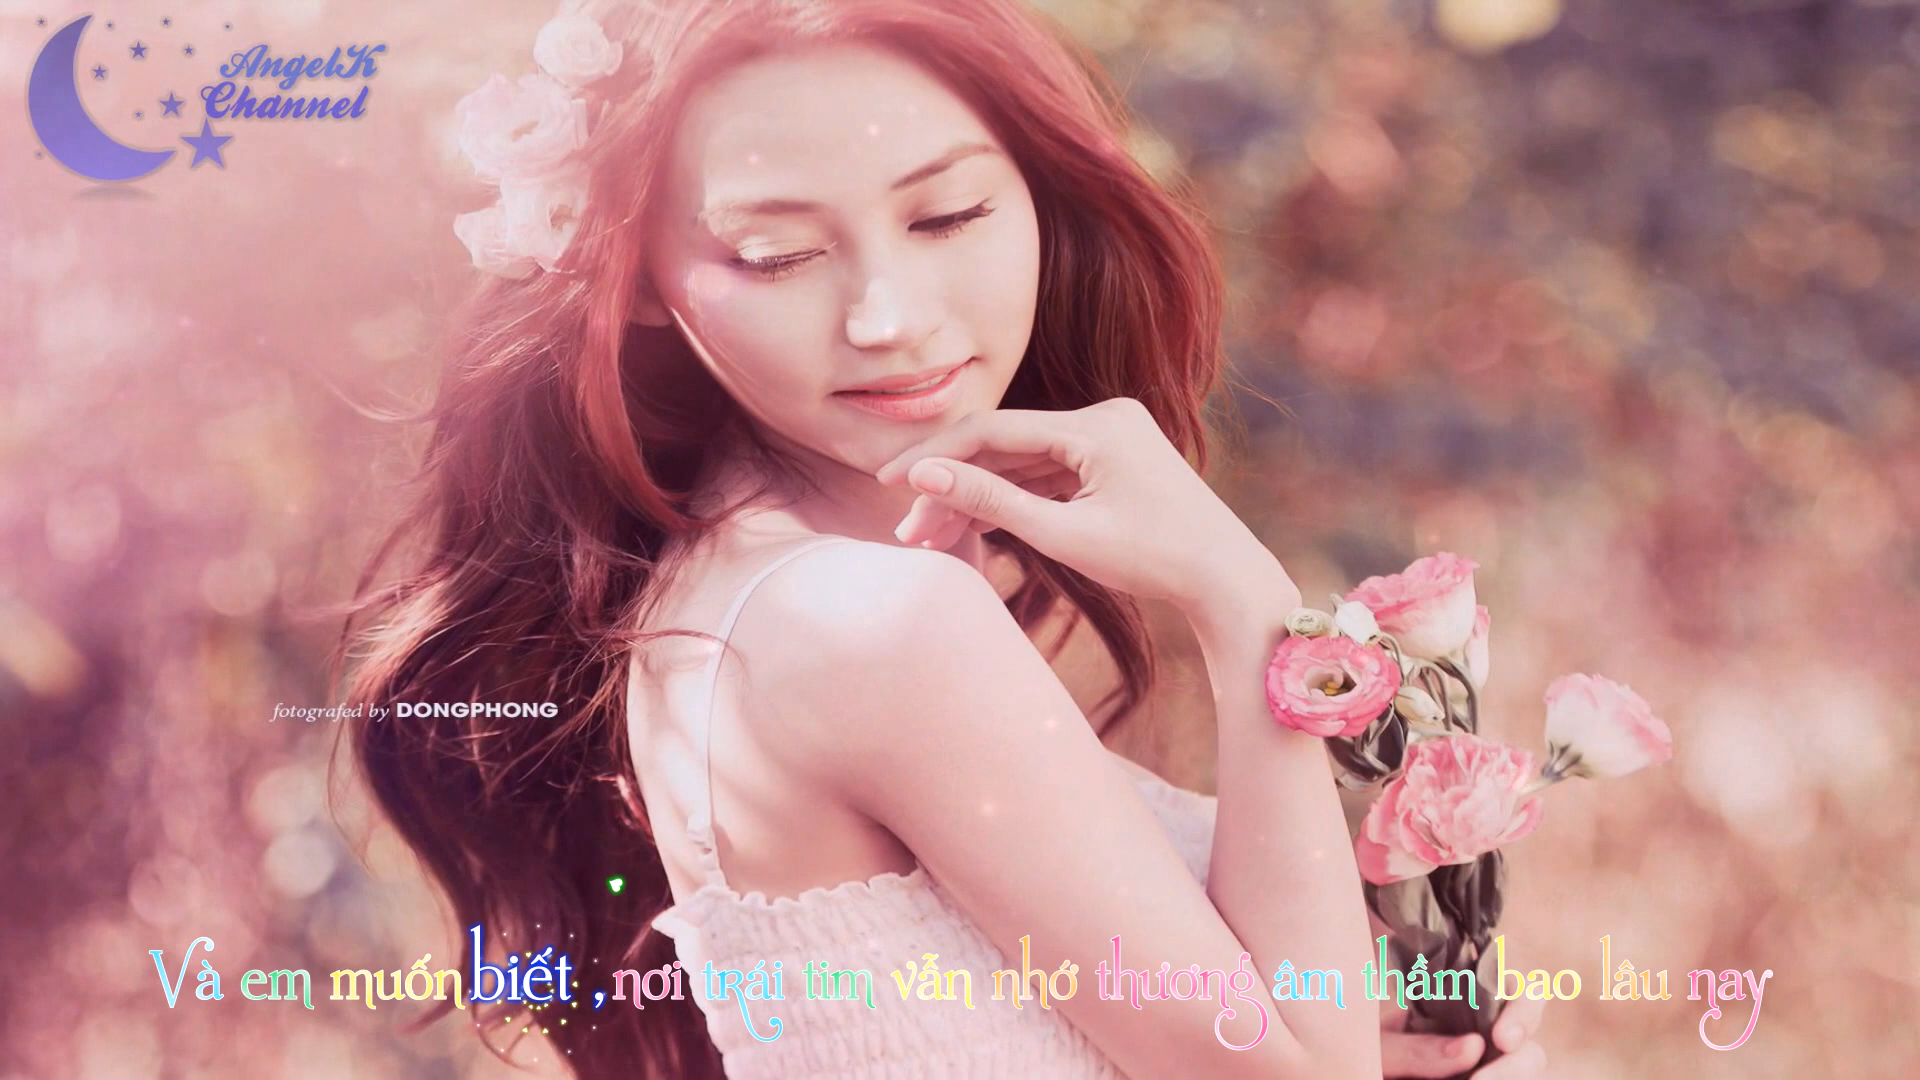 AngelK
Channel
fotografed by DONGPHONG
Và em muốn biết , nơi trái tim vẫn nhớ thương âm thầm bao lâu nay